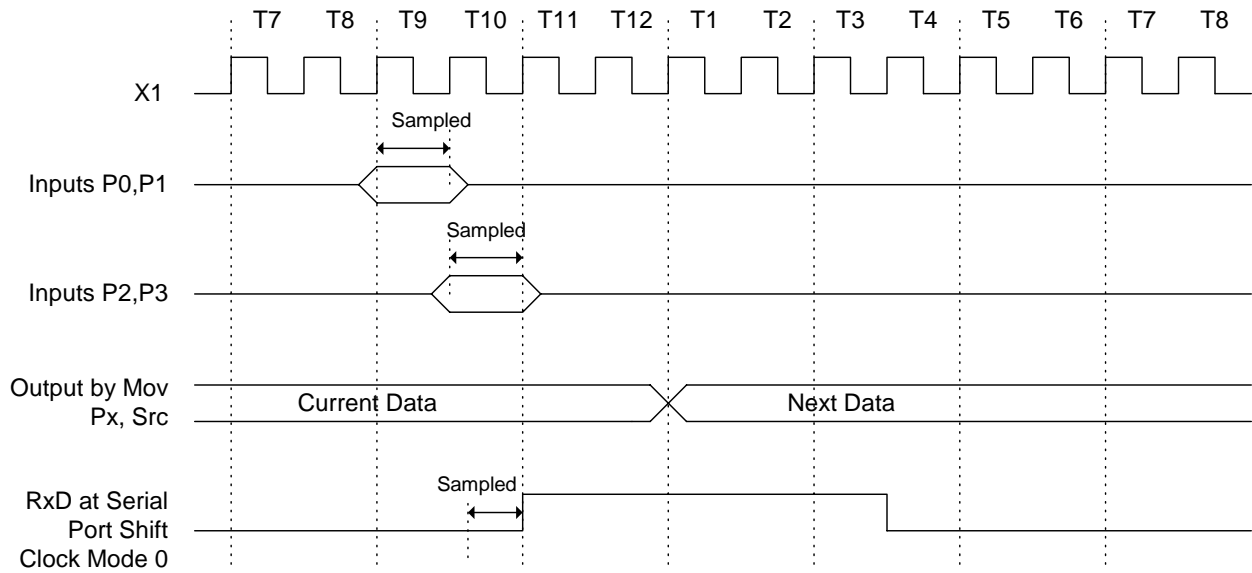 T7 T8 T9 T10 T11 T12 T1 T2 T3 T4 T5 T6 T7 T8
X1
Sampled
Inputs P0,P1
Sampled
Inputs P2,P3
Output by Mov
Px, Src
Current Data
Next Data
Sampled
RxD at Serial
Port Shift
Clock Mode 0